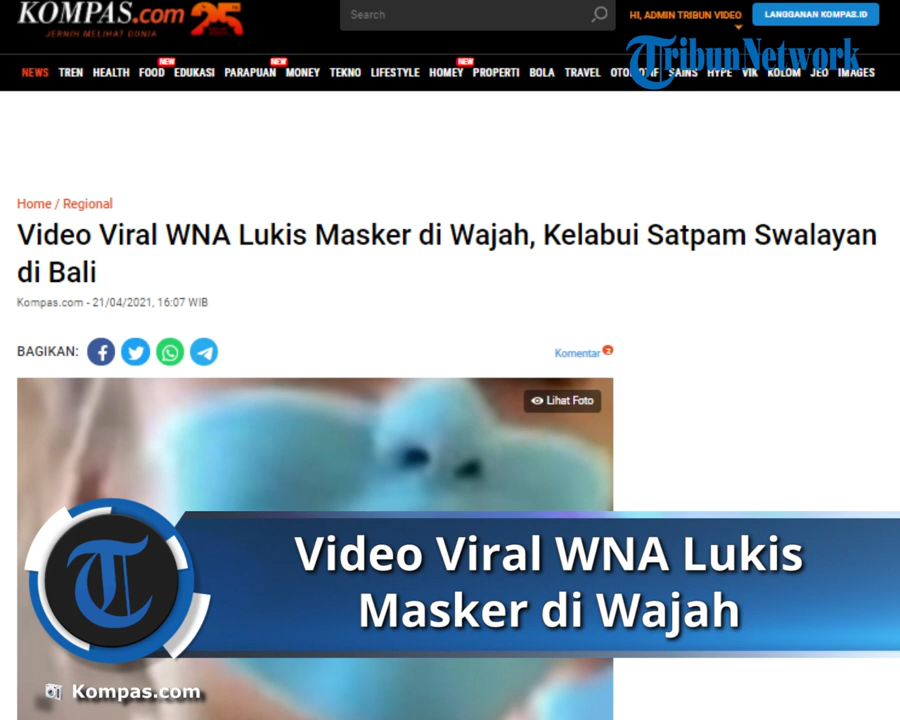 KOMPAS.com 25
JERNIH MELIHAT DUNIA
Search
HI, ADMIN TRIBUN VIDEO
LANGGANAN KOMPAS.ID
TribunNetwork
NEW NEW NEW
NEWS TREN HEALTH FOOD EDUKASI PARAPUAN MONEY TEKNO LIFESTYLE HOMEY PROPERTI BOLA TRAVEL OTOMOTIF SAINS HYPE VIK KOLOM JEO IMAGES
Home / Regional
Video Viral WNA Lukis Masker di Wajah, Kelabui Satpam Swalayan
di Bali
Kompas.com - 21/04/2021, 16:07 WIB
BAGIKAN:
Komentar 2
Lihat Foto
Video Viral WNA Lukis
Masker di Wajah
T
Kompas.com